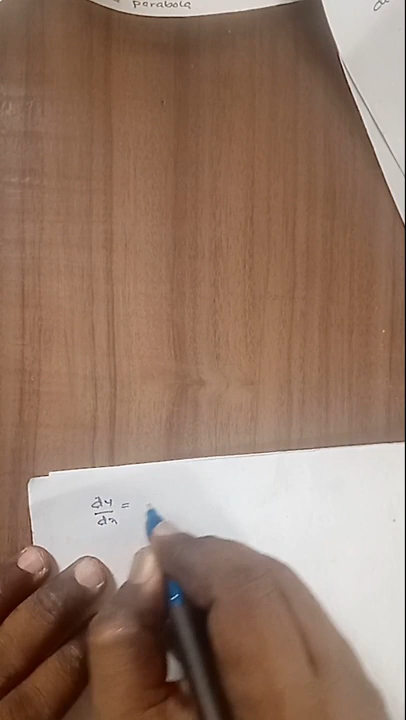 parabola
dy/dx =